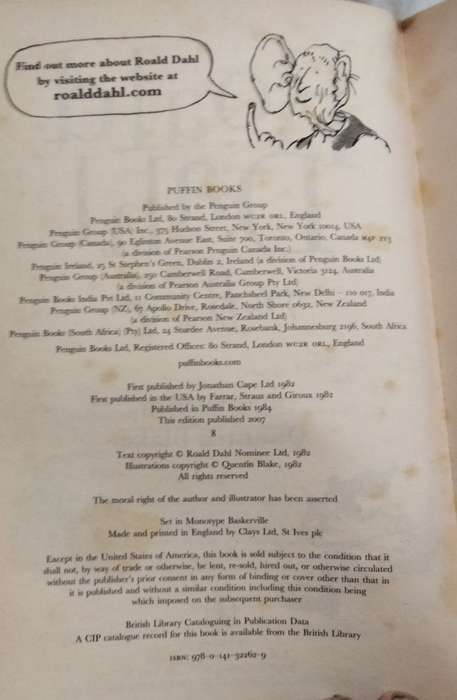 Find out more about Roald Dahl
by visiting the website at
roalddahl.com
PUFFIN BOOKS
Published by the Penguin Group
Penguin Books Ltd, 80 Strand, London WC2R ORL, England
Penguin Group (USA) Inc., 375 Hudson Street, New York, New York 10014, USA
Penguin Group (Canada), 90 Eglinton Avenue East, Suite 700, Toronto, Ontario, Canada M4P 2Y3
(a division of Pearson Penguin Canada Inc.)
Penguin Ireland, 25 St Stephen's Green, Dublin 2, Ireland (a division of Penguin Books Ltd)
Penguin Group (Australia), 250 Camberwell Road, Camberwell, Victoria 3124, Australia
(a division of Pearson Australia Group Pty Ltd)
Penguin Books India Pvt Ltd, 11 Community Centre, Panchsheel Park, New Delhi – 110 017, India
Penguin Group (NZ), 67 Apollo Drive, Rosedale, North Shore 0632, New Zealand
(a division of Pearson New Zealand Ltd)
Penguin Books (South Africa) (Pty) Ltd, 24 Sturdee Avenue, Rosebank, Johannesburg 2196, South Africa
Penguin Books Ltd, Registered Offices: 80 Strand, London WC2R ORL, England
puffinbooks.com
First published by Jonathan Cape Ltd 1982
First published in the USA by Farrar, Straus and Giroux 1982
Published in Puffin Books 1984
This edition published 2007
8
Text copyright © Roald Dahl Nominee Ltd, 1982
Illustrations copyright © Quentin Blake, 1982
All rights reserved
The moral right of the author and illustrator has been asserted
Set in Monotype Baskerville
Made and printed in England by Clays Ltd, St Ives plc
Except in the United States of America, this book is sold subject to the condition that it
shall not, by way of trade or otherwise, be lent, re-sold, hired out, or otherwise circulated
without the publisher's prior consent in any form of binding or cover other than that in
it is published and without a similar condition including this condition being
which imposed on the subsequent purchaser
British Library Cataloguing in Publication Data
A CIP catalogue record for this book is available from the British Library
ISBN: 978-0-141-32262-9